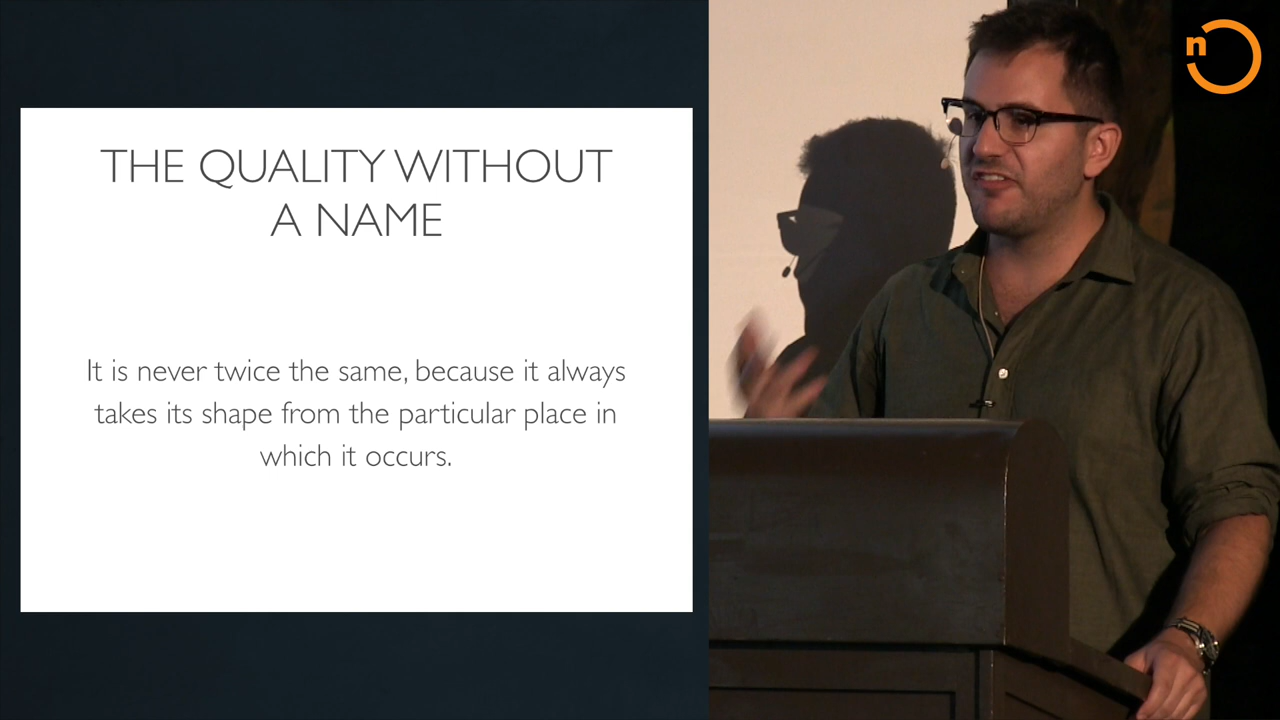 THE QUALITY WITHOUT
A NAME
It is never twice the same, because it always
takes its shape from the particular place in
which it occurs.
n